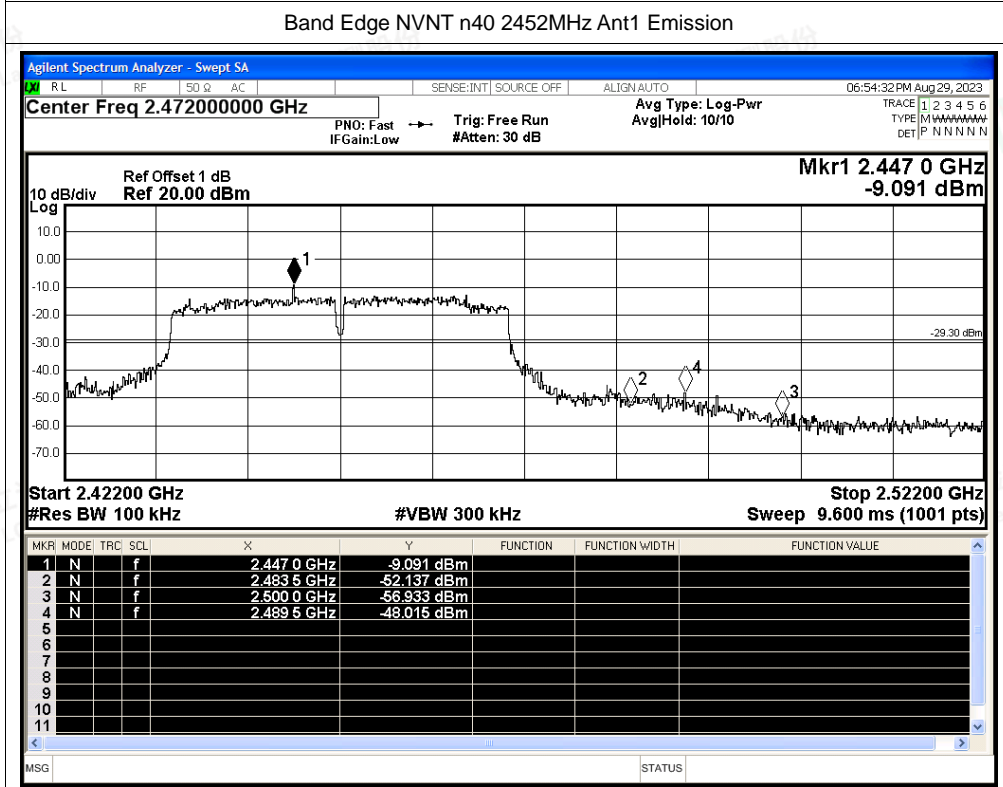 Band Edge NVNT n40 2452MHz Ant1 Emission
Agilent Spectrum Analyzer - Swept SA
LXI RL RF 50 Ω AC SENSE:INT SOURCE OFF ALIGN AUTO 06:54:32 PM Aug 29, 2023
Center Freq 2.472000000 GHz Avg Type: Log-Pwr TRACE 1 2 3 4 5 6
PNO: Fast Trig: Free Run Avg|Hold: 10/10 TYPE M WWWWW
IFGain:Low #Atten: 30 dB DET P N N N N N
Mkr1 2.447 0 GHz
Ref Offset 1 dB
10 dB/div Ref 20.00 dBm -9.091 dBm
Log
10.0
0.00
1
-10.0
-20.0
-30.0 -29.30 dBm
-40.0
2 4
-50.0 3
-60.0
-70.0
Start 2.42200 GHz Stop 2.52200 GHz
#Res BW 100 kHz #VBW 300 kHz Sweep 9.600 ms (1001 pts)
MKR MODE TRC SCL X Y FUNCTION FUNCTION WIDTH FUNCTION VALUE
1 N f 2.447 0 GHz -9.091 dBm
2 N f 2.483 5 GHz -52.137 dBm
3 N f 2.500 0 GHz -56.933 dBm
4 N f 2.489 5 GHz -48.015 dBm
5
6
7
8
9
10
11
MSG STATUS